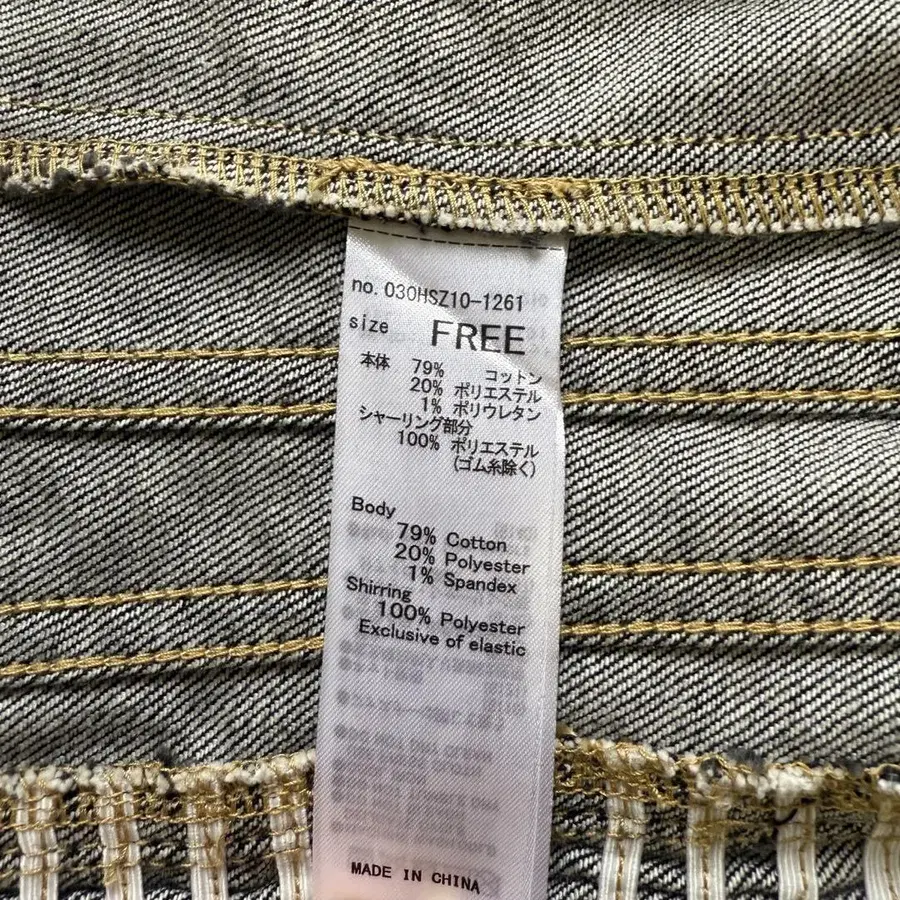 no. 030HSZ10-1261
size FREE
本体 79% コットン
20% ポリエステル
1% ポリウレタン
シャーリング部分
100% ポリエステル
(ゴム糸除く)
Body
79% Cotton
20% Polyester
1% Spandex
Shirring
100% Polyester
Exclusive of elastic
MADE IN CHINA